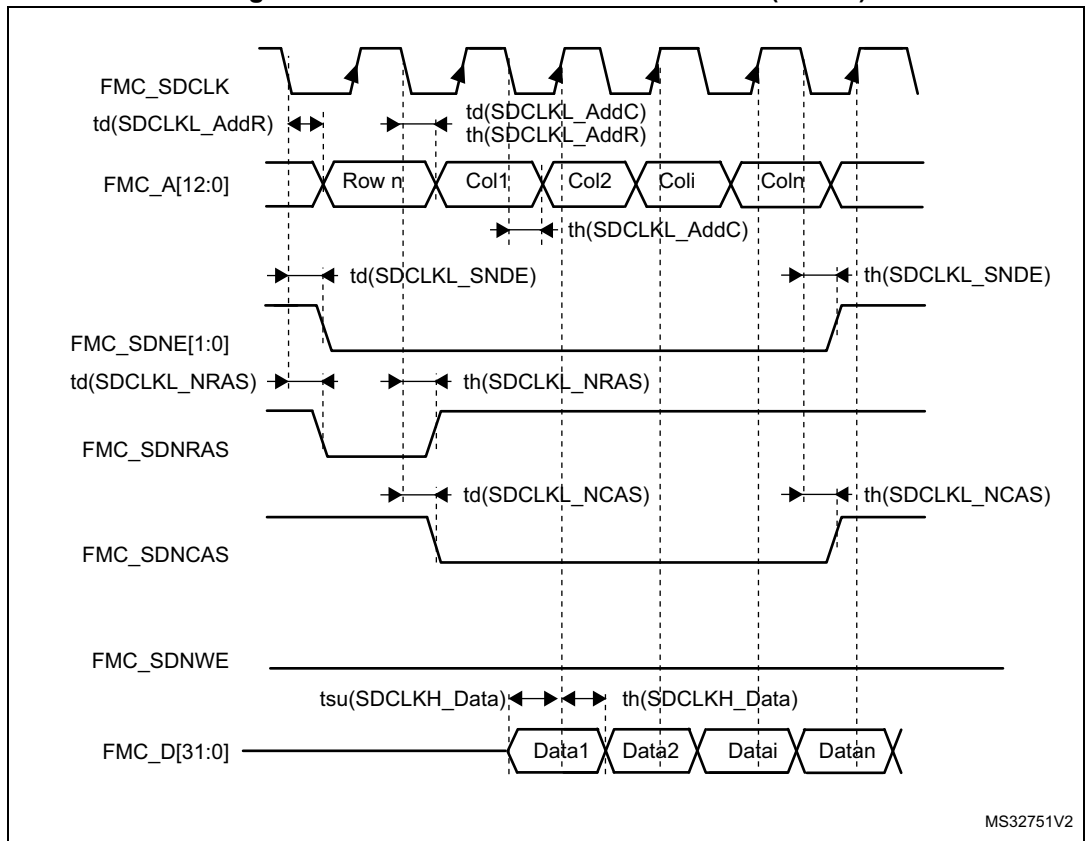 FMC_SDCLK
td(SDCLKL_AddR)
td(SDCLKL_AddC)
th(SDCLKL_AddR)
FMC_A[12:0]
Row n
Col1
Col2
Coli
Coln
th(SDCLKL_AddC)
td(SDCLKL_SNDE)
th(SDCLKL_SNDE)
FMC_SDNE[1:0]
td(SDCLKL_NRAS)
th(SDCLKL_NRAS)
FMC_SDNRAS
td(SDCLKL_NCAS)
th(SDCLKL_NCAS)
FMC_SDNCAS
FMC_SDNWE
tsu(SDCLKH_Data)
th(SDCLKH_Data)
FMC_D[31:0]
Data1
Data2
Datai
Datan
MS32751V2